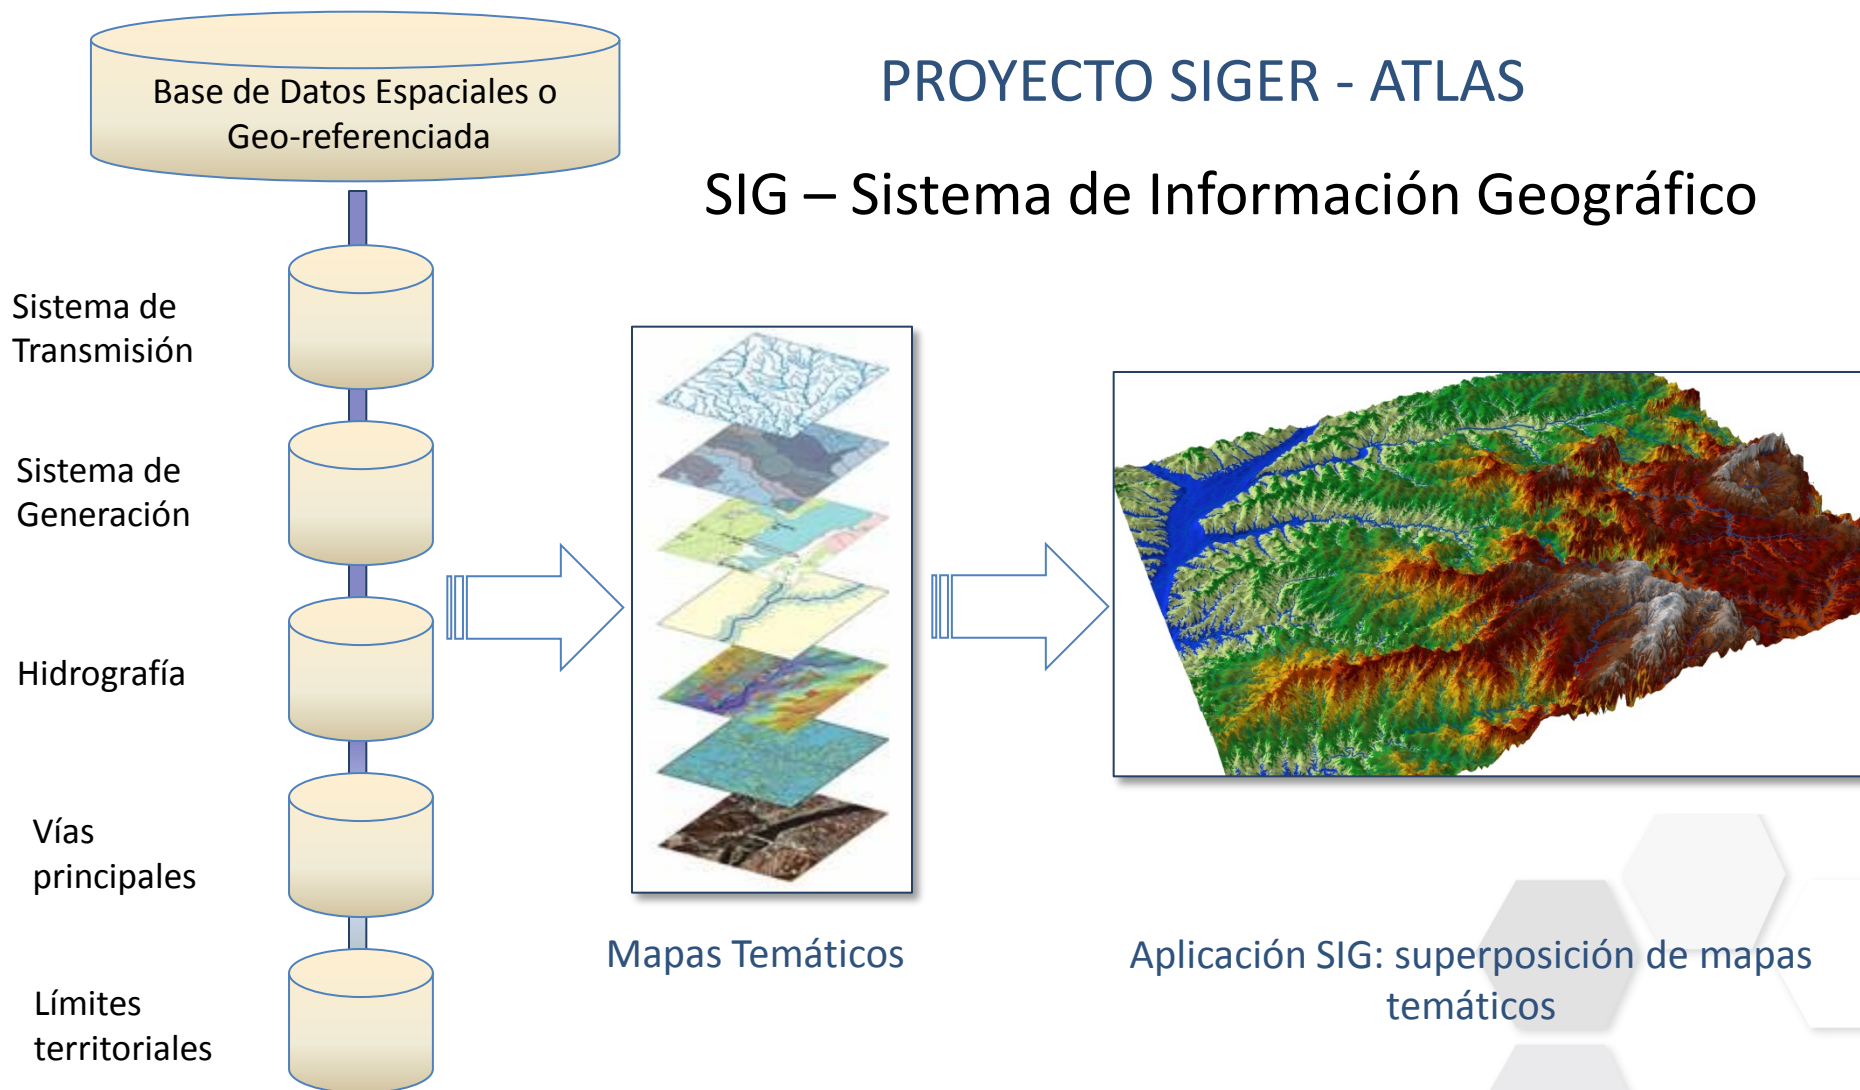 Base de Datos Espaciales o
Geo-referenciada
PROYECTO SIGER - ATLAS
SIG – Sistema de Información Geográfico
Sistema de
Transmisión
Sistema de
Generación
Hidrografía
Vías
principales
Límites
territoriales
Mapas Temáticos
Aplicación SIG: superposición de mapas
temáticos